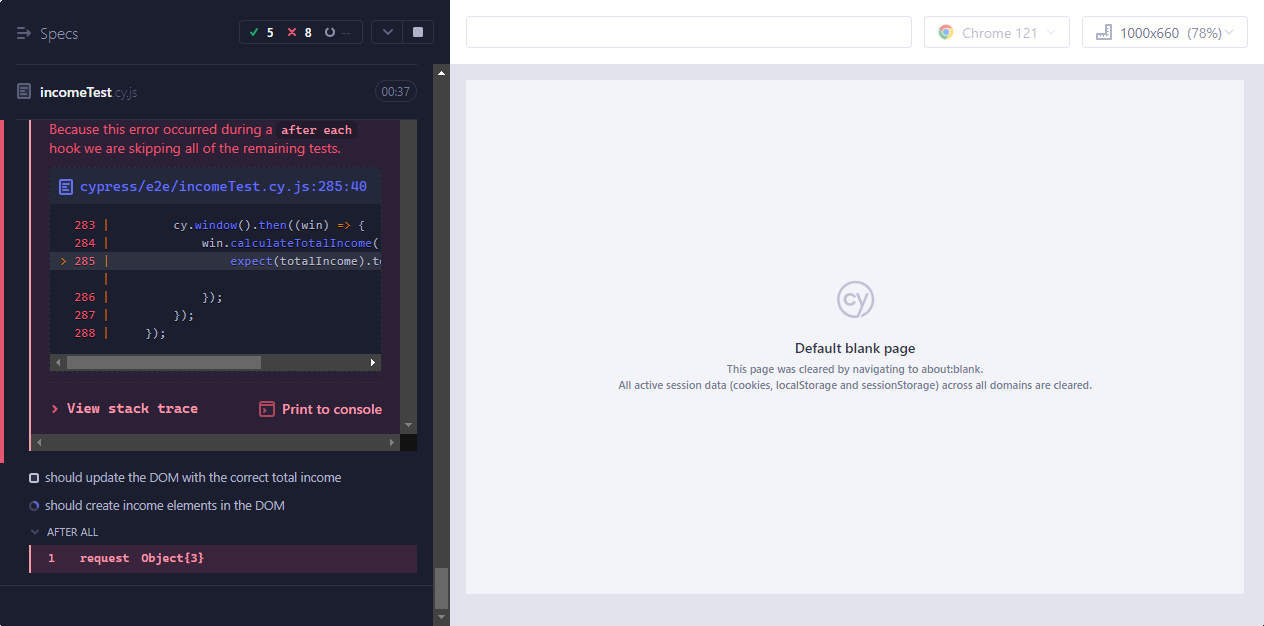 Specs
5
8
--
Chrome 121
1000x660 (78%)
incomeTest.cy.js
00:37
Because this error occurred during a after each
hook we are skipping all of the remaining tests.
cypress/e2e/incomeTest.cy.js:285:40
283 | cy.window().then((win) => {
284 | win.calculateTotalIncome(
> 285 | expect(totalIncome).to
|
286 | });
287 | });
288 | });
> View stack trace
Print to console
should update the DOM with the correct total income
should create income elements in the DOM
AFTER ALL
1 request Object{3}
cy
Default blank page
This page was cleared by navigating to about:blank.
All active session data (cookies, localStorage and sessionStorage) across all domains are cleared.